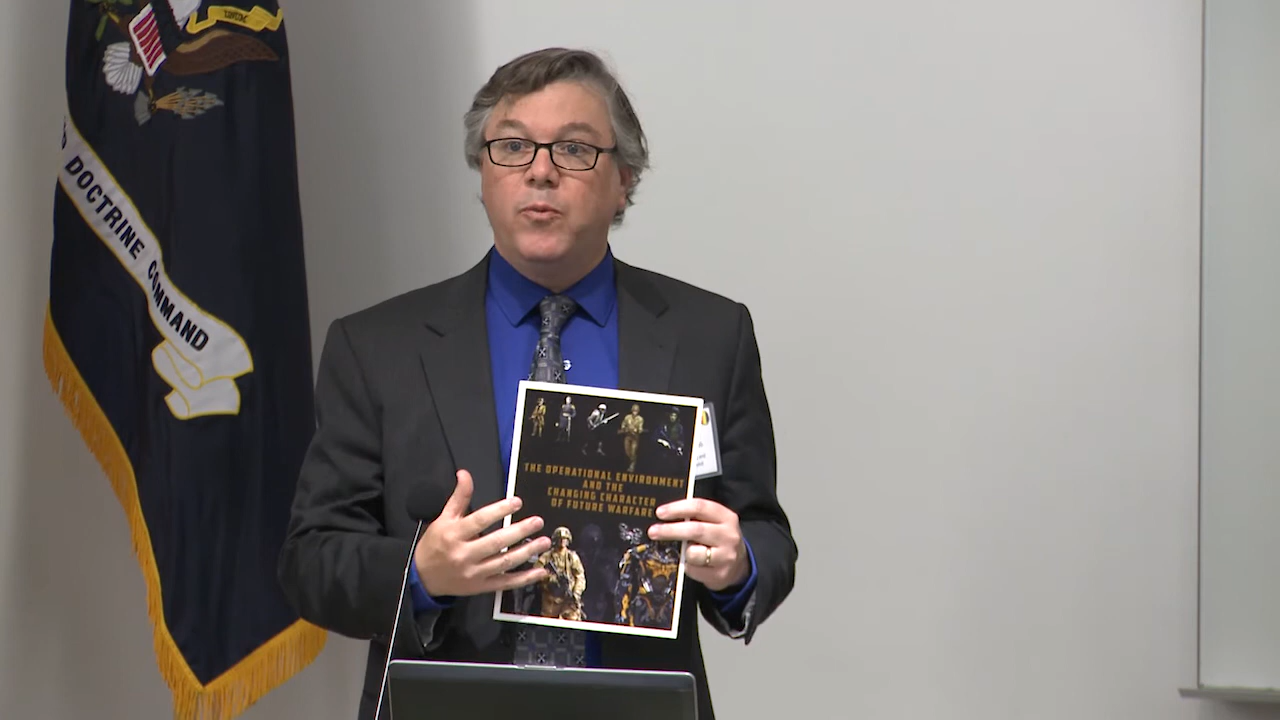 DOCTRINE COMMAND
THE OPERATIONAL ENVIRONMENT
AND THE
CHANGING CHARACTER
OF FUTURE WARFARE